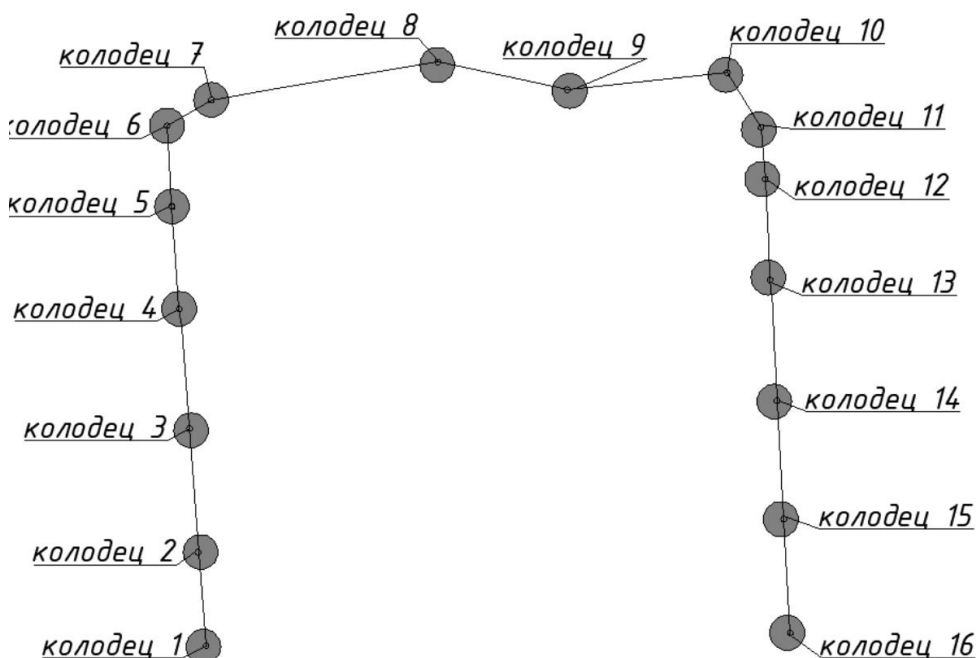 колодец 8
колодец 9
колодец 10
колодец 7
колодец 6
колодец 11
колодец 12
колодец 5
колодец 13
колодец 4
колодец 14
колодец 3
колодец 15
колодец 2
колодец 1
колодец 16